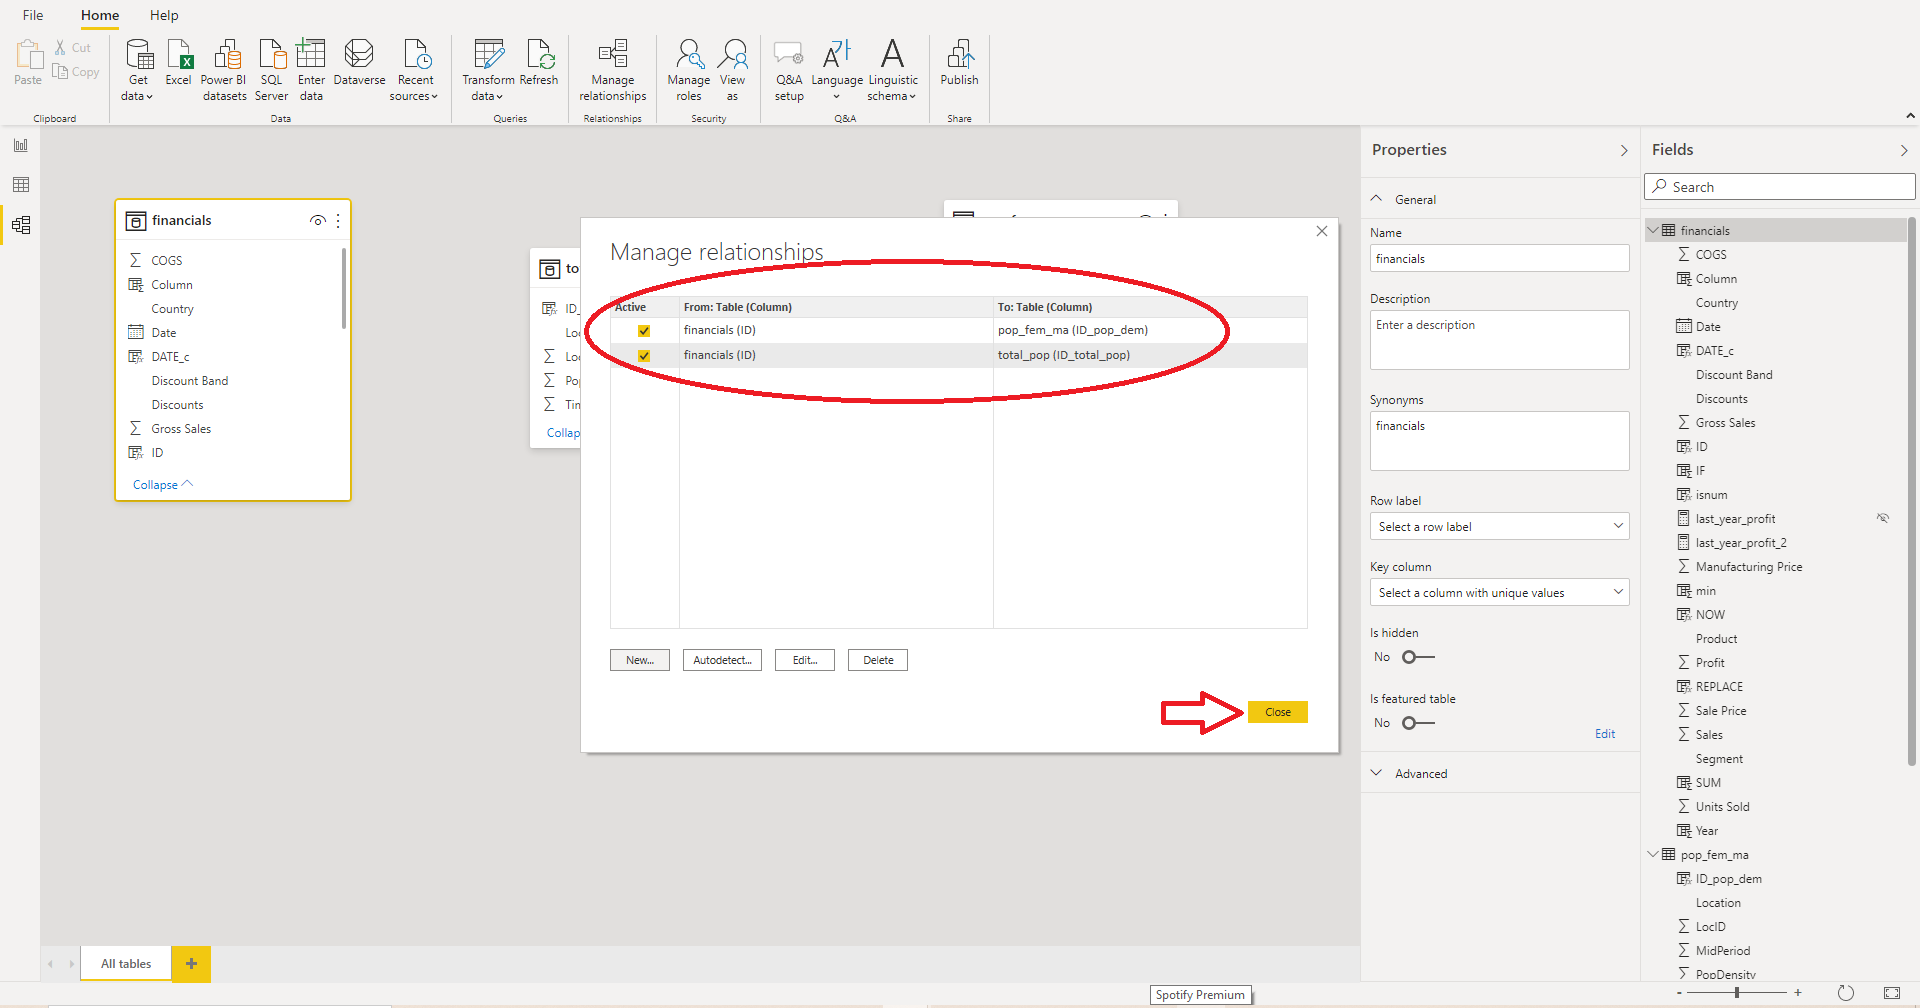 File
Home
Help
Paste
Cut
Copy
Clipboard
Get
data
Excel
Power BI
datasets
SQL
Server
Enter
data
Dataverse
Recent
sources
Data
Transform
data
Refresh
Queries
Manage
relationships
Relationships
Manage
roles
View
as
Security
Q&A
setup
Language
Linguistic
schema
Q&A
Publish
Share
financials
COGS
Column
Country
Date
DATE_c
Discount Band
Discounts
Gross Sales
ID
Collapse
Manage relationships
Active
From: Table (Column)
To: Table (Column)
financials (ID)
pop_fem_ma (ID_pop_dem)
financials (ID)
total_pop (ID_total_pop)
New...
Autodetect...
Edit...
Delete
Close
Properties
General
Name
financials
Description
Enter a description
Synonyms
financials
Row label
Select a row label
Key column
Select a column with unique values
Is hidden
No
Is featured table
No
Edit
Advanced
Fields
Search
financials
COGS
Column
Country
Date
DATE_c
Discount Band
Discounts
Gross Sales
ID
IF
isnum
last_year_profit
last_year_profit_2
Manufacturing Price
min
NOW
Product
Profit
REPLACE
Sale Price
Sales
Segment
SUM
Units Sold
Year
pop_fem_ma
ID_pop_dem
Location
LocID
MidPeriod
PopDensity
All tables
Spotify Premium